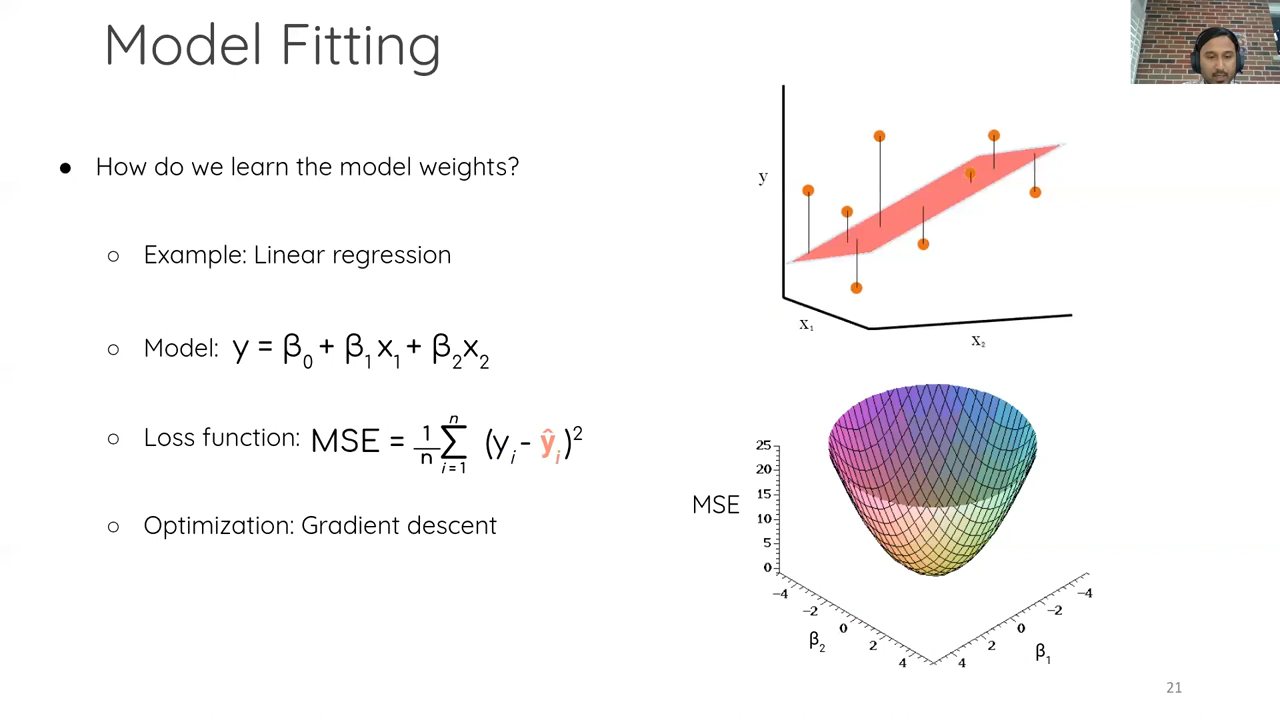 Model Fitting
● How do we learn the model weights?
○ Example: Linear regression
○ Model: y = β₀ + β₁x₁ + β₂x₂
○ Loss function: MSE = 1/n ∑ⁿᵢ₌₁ (yᵢ - ŷᵢ)²
○ Optimization: Gradient descent
y
x₁
x₂
25
20
15
MSE
10
5
0
-4
-2
0
2
4
β₂
-4
-2
0
2
4
β₁
21